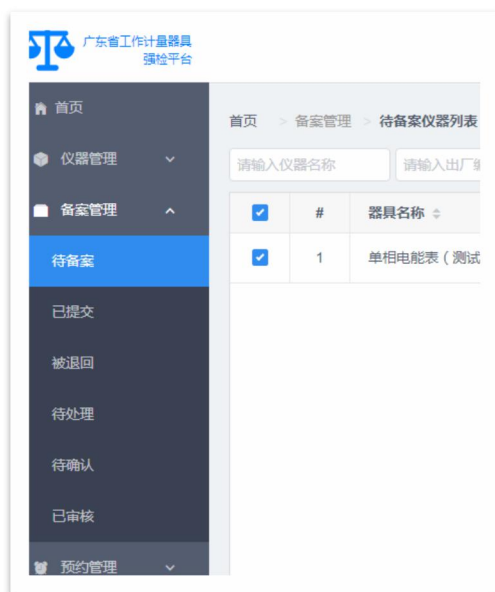 广东省工作计量器具
强检平台
首页
仪器管理
备案管理
待备案
已提交
被退回
待处理
待确认
已审核
预约管理
首页 > 备案管理 > 待备案仪器列表
请输入仪器名称 请输入出厂
# 器具名称
1 单相电能表（测试